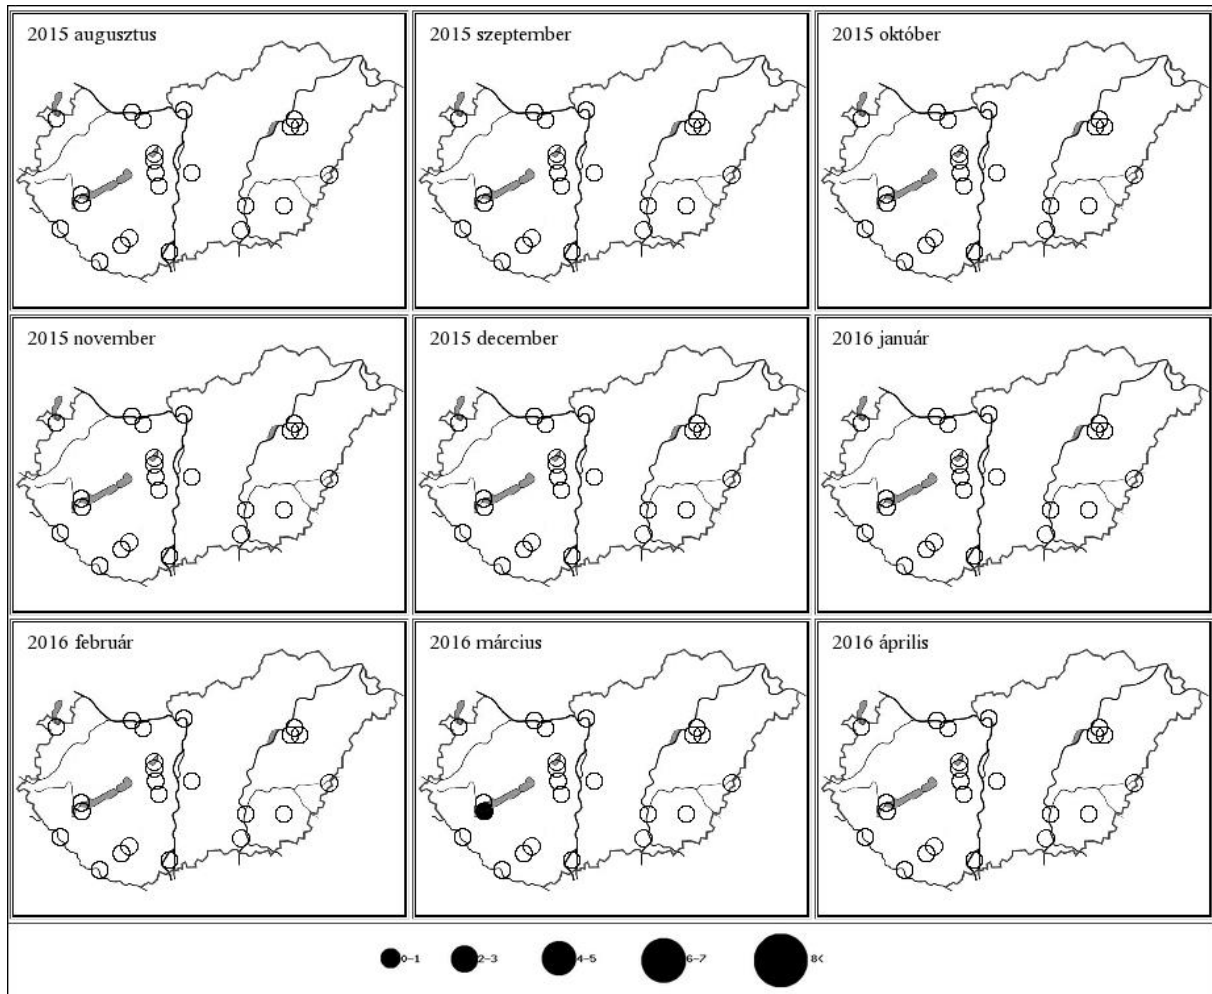 2015 augusztus
2015 szeptember
2015 október
2015 november
2015 december
2016 január
2016 február
2016 március
2016 április
0-1
2-3
4-5
6-7
8<